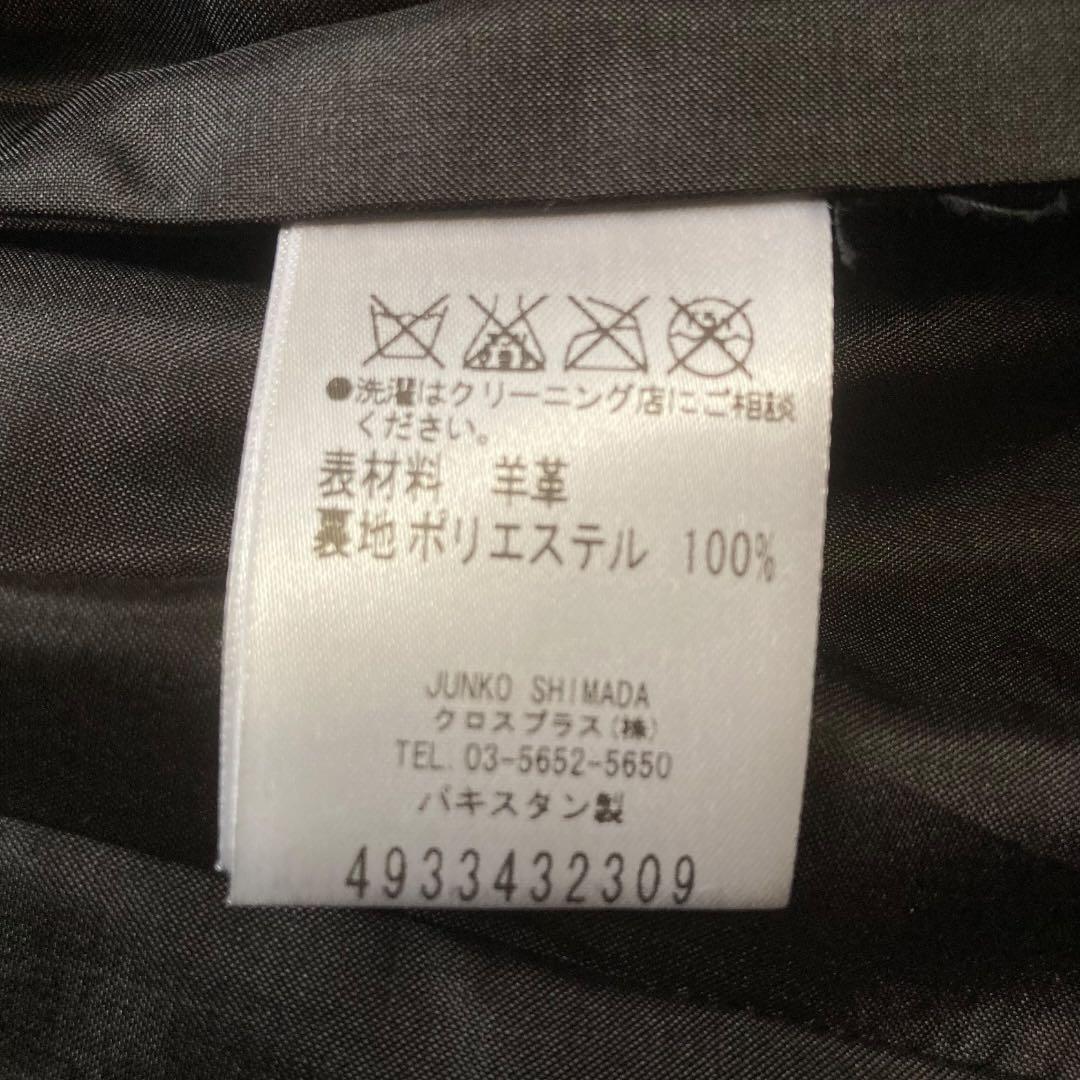 ●洗濯はクリーニング店にご相談
ください。
表材料 羊革
裏地 ポリエステル 100%
JUNKO SHIMADA
クロスプラス(株)
TEL. 03-5652-5650
パキスタン製
4933432309